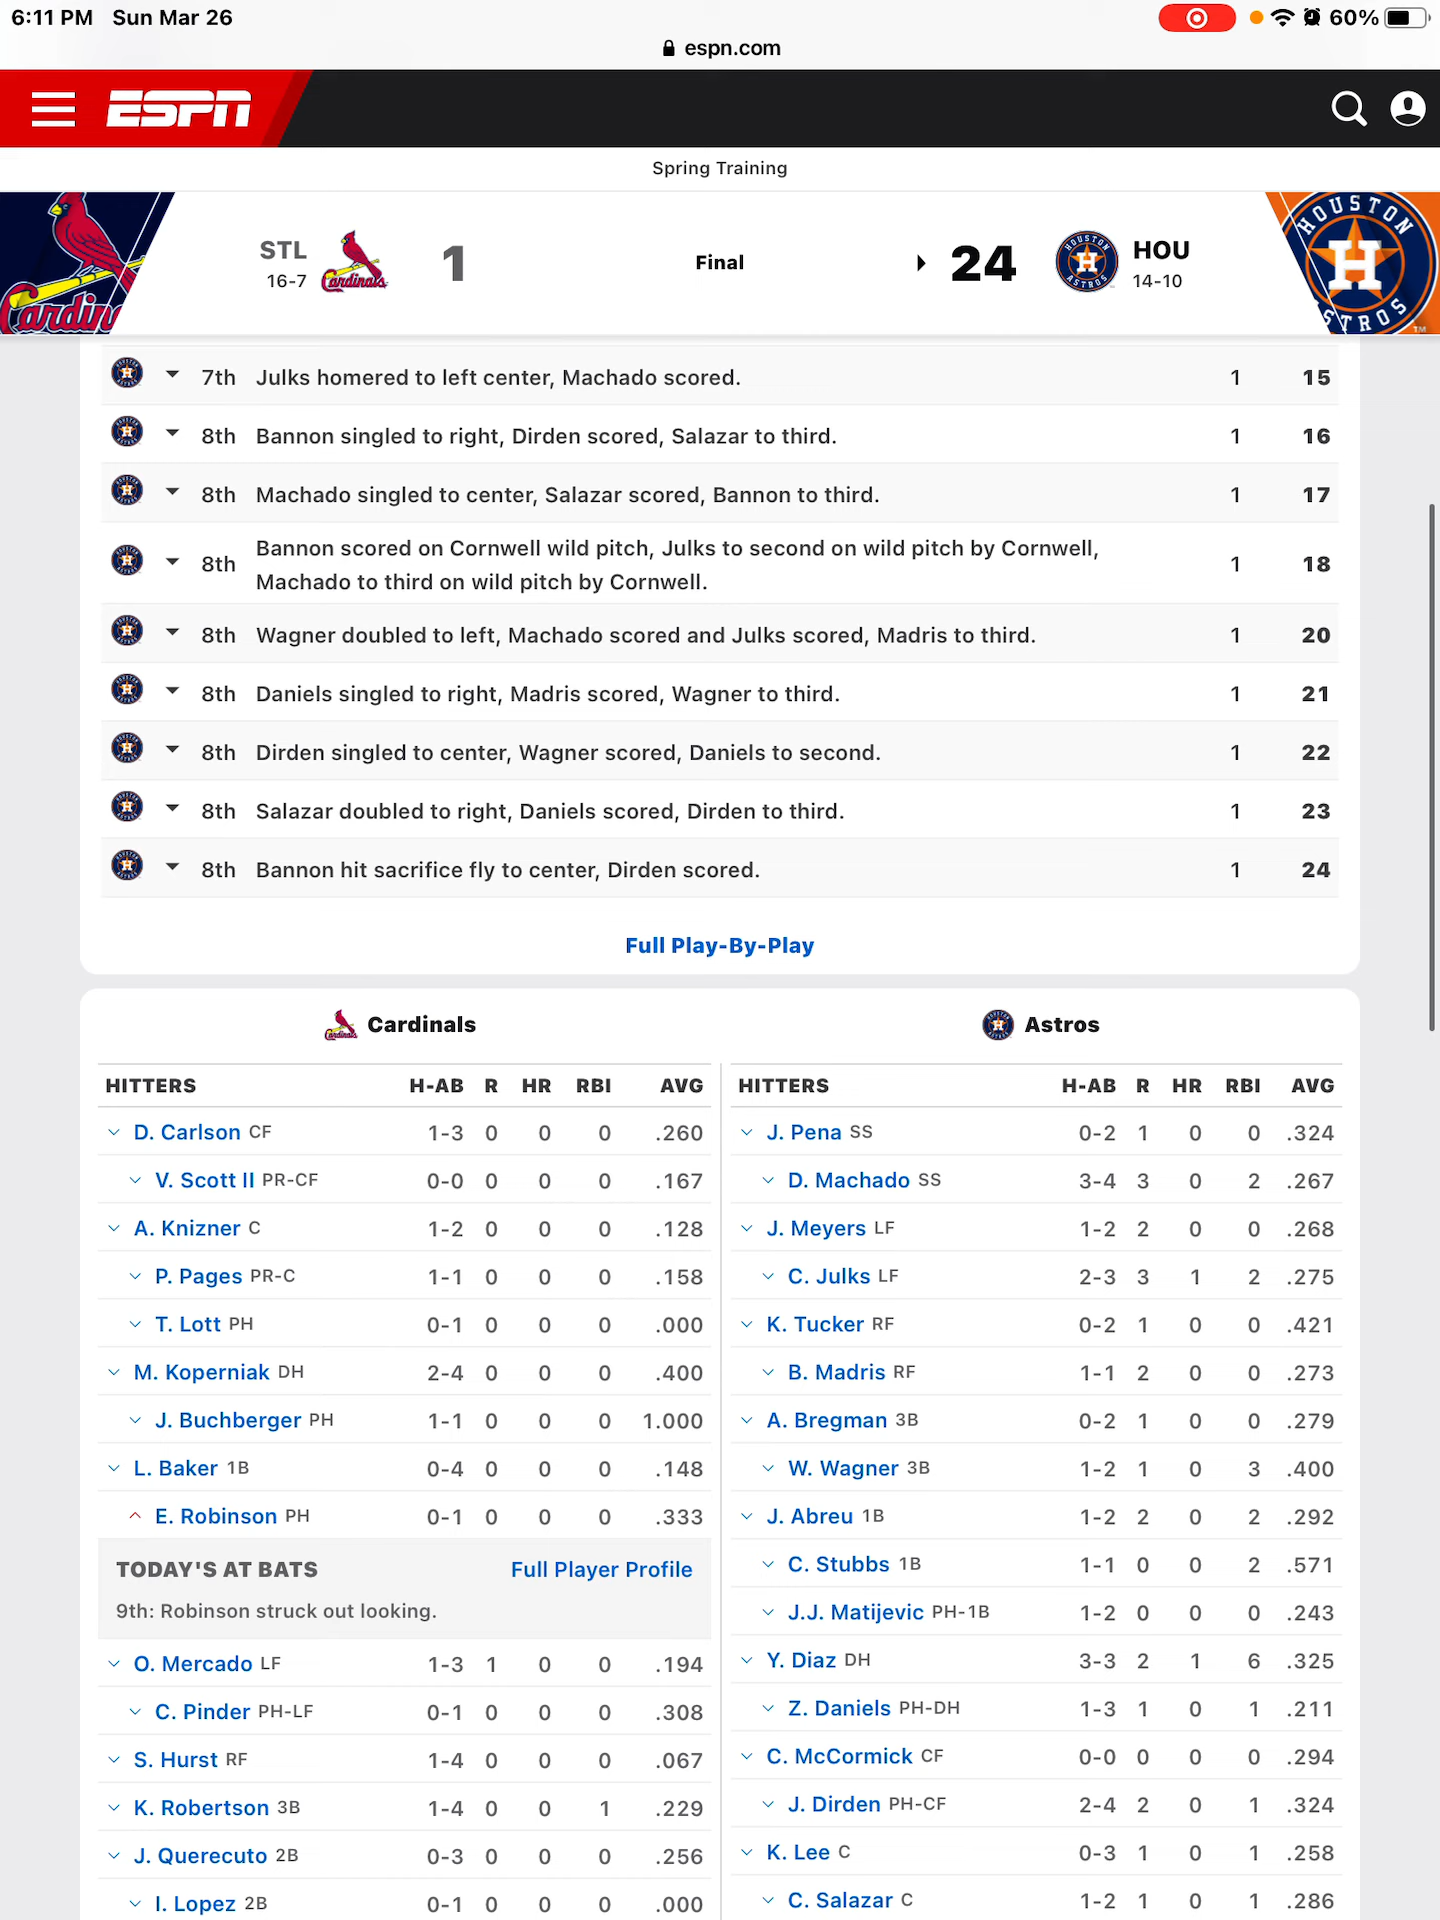 6:11 PM Sun Mar 26 60%
espn.com
ESPN
Spring Training
STL 1 Final 24 HOU
16-7 14-10
7th Julks homered to left center, Machado scored. 1 15
8th Bannon singled to right, Dirden scored, Salazar to third. 1 16
8th Machado singled to center, Salazar scored, Bannon to third. 1 17
8th Bannon scored on Cornwell wild pitch, Julks to second on wild pitch by Cornwell,
Machado to third on wild pitch by Cornwell. 1 18
8th Wagner doubled to left, Machado scored and Julks scored, Madris to third. 1 20
8th Daniels singled to right, Madris scored, Wagner to third. 1 21
8th Dirden singled to center, Wagner scored, Daniels to second. 1 22
8th Salazar doubled to right, Daniels scored, Dirden to third. 1 23
8th Bannon hit sacrifice fly to center, Dirden scored. 1 24
Full Play-By-Play
Cardinals
HITTERS H-AB R HR RBI AVG
D. Carlson CF 1-3 0 0 0 .260
V. Scott II PR-CF 0-0 0 0 0 .167
A. Knizner C 1-2 0 0 0 .128
P. Pages PR-C 1-1 0 0 0 .158
T. Lott PH 0-1 0 0 0 .000
M. Koperniak DH 2-4 0 0 0 .400
J. Buchberger PH 1-1 0 0 0 1.000
L. Baker 1B 0-4 0 0 0 .148
E. Robinson PH 0-1 0 0 0 .333
TODAY'S AT BATS Full Player Profile
9th: Robinson struck out looking.
O. Mercado LF 1-3 1 0 0 .194
C. Pinder PH-LF 0-1 0 0 0 .308
S. Hurst RF 1-4 0 0 0 .067
K. Robertson 3B 1-4 0 0 1 .229
J. Querecuto 2B 0-3 0 0 0 .256
I. Lopez 2B 0-1 0 0 0 .000
Astros
HITTERS H-AB R HR RBI AVG
J. Pena SS 0-2 1 0 0 .324
D. Machado SS 3-4 3 0 2 .267
J. Meyers LF 1-2 2 0 0 .268
C. Julks LF 2-3 3 1 2 .275
K. Tucker RF 0-2 1 0 0 .421
B. Madris RF 1-1 2 0 0 .273
A. Bregman 3B 0-2 1 0 0 .279
W. Wagner 3B 1-2 1 0 3 .400
J. Abreu 1B 1-2 2 0 2 .292
C. Stubbs 1B 1-1 0 0 2 .571
J.J. Matijevic PH-1B 1-2 0 0 0 .243
Y. Diaz DH 3-3 2 1 6 .325
Z. Daniels PH-DH 1-3 1 0 1 .211
C. McCormick CF 0-0 0 0 0 .294
J. Dirden PH-CF 2-4 2 0 1 .324
K. Lee C 0-3 1 0 1 .258
C. Salazar C 1-2 1 0 1 .286